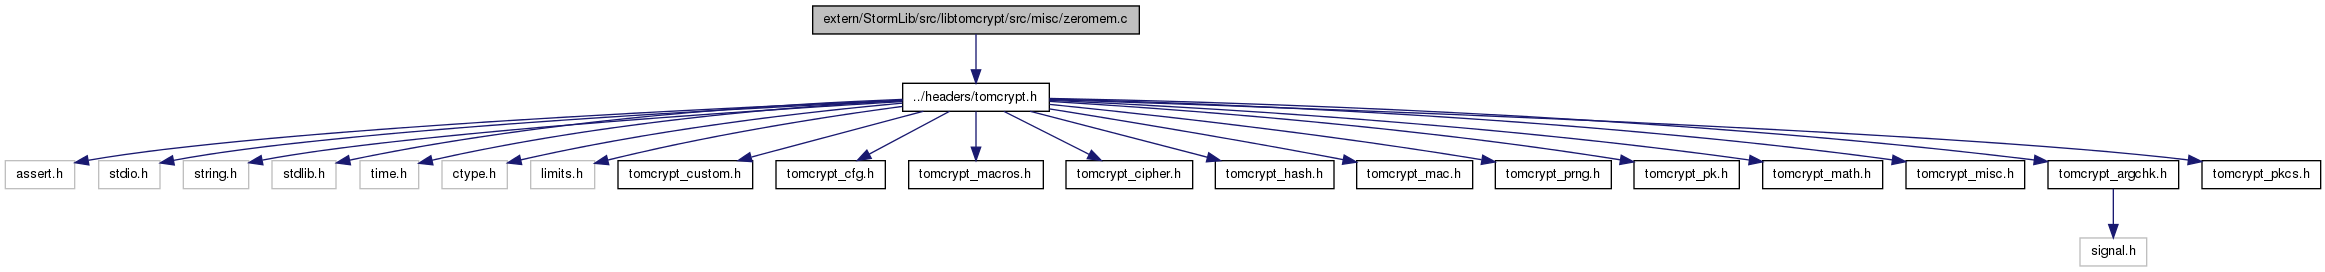 extern/StormLib/src/libtomcrypt/src/misc/zeromem.c
../headers/tomcrypt.h
assert.h
stdio.h
string.h
stdlib.h
time.h
ctype.h
limits.h
tomcrypt_custom.h
tomcrypt_cfg.h
tomcrypt_macros.h
tomcrypt_cipher.h
tomcrypt_hash.h
tomcrypt_mac.h
tomcrypt_prng.h
tomcrypt_pk.h
tomcrypt_math.h
tomcrypt_misc.h
tomcrypt_argchk.h
tomcrypt_pkcs.h
signal.h